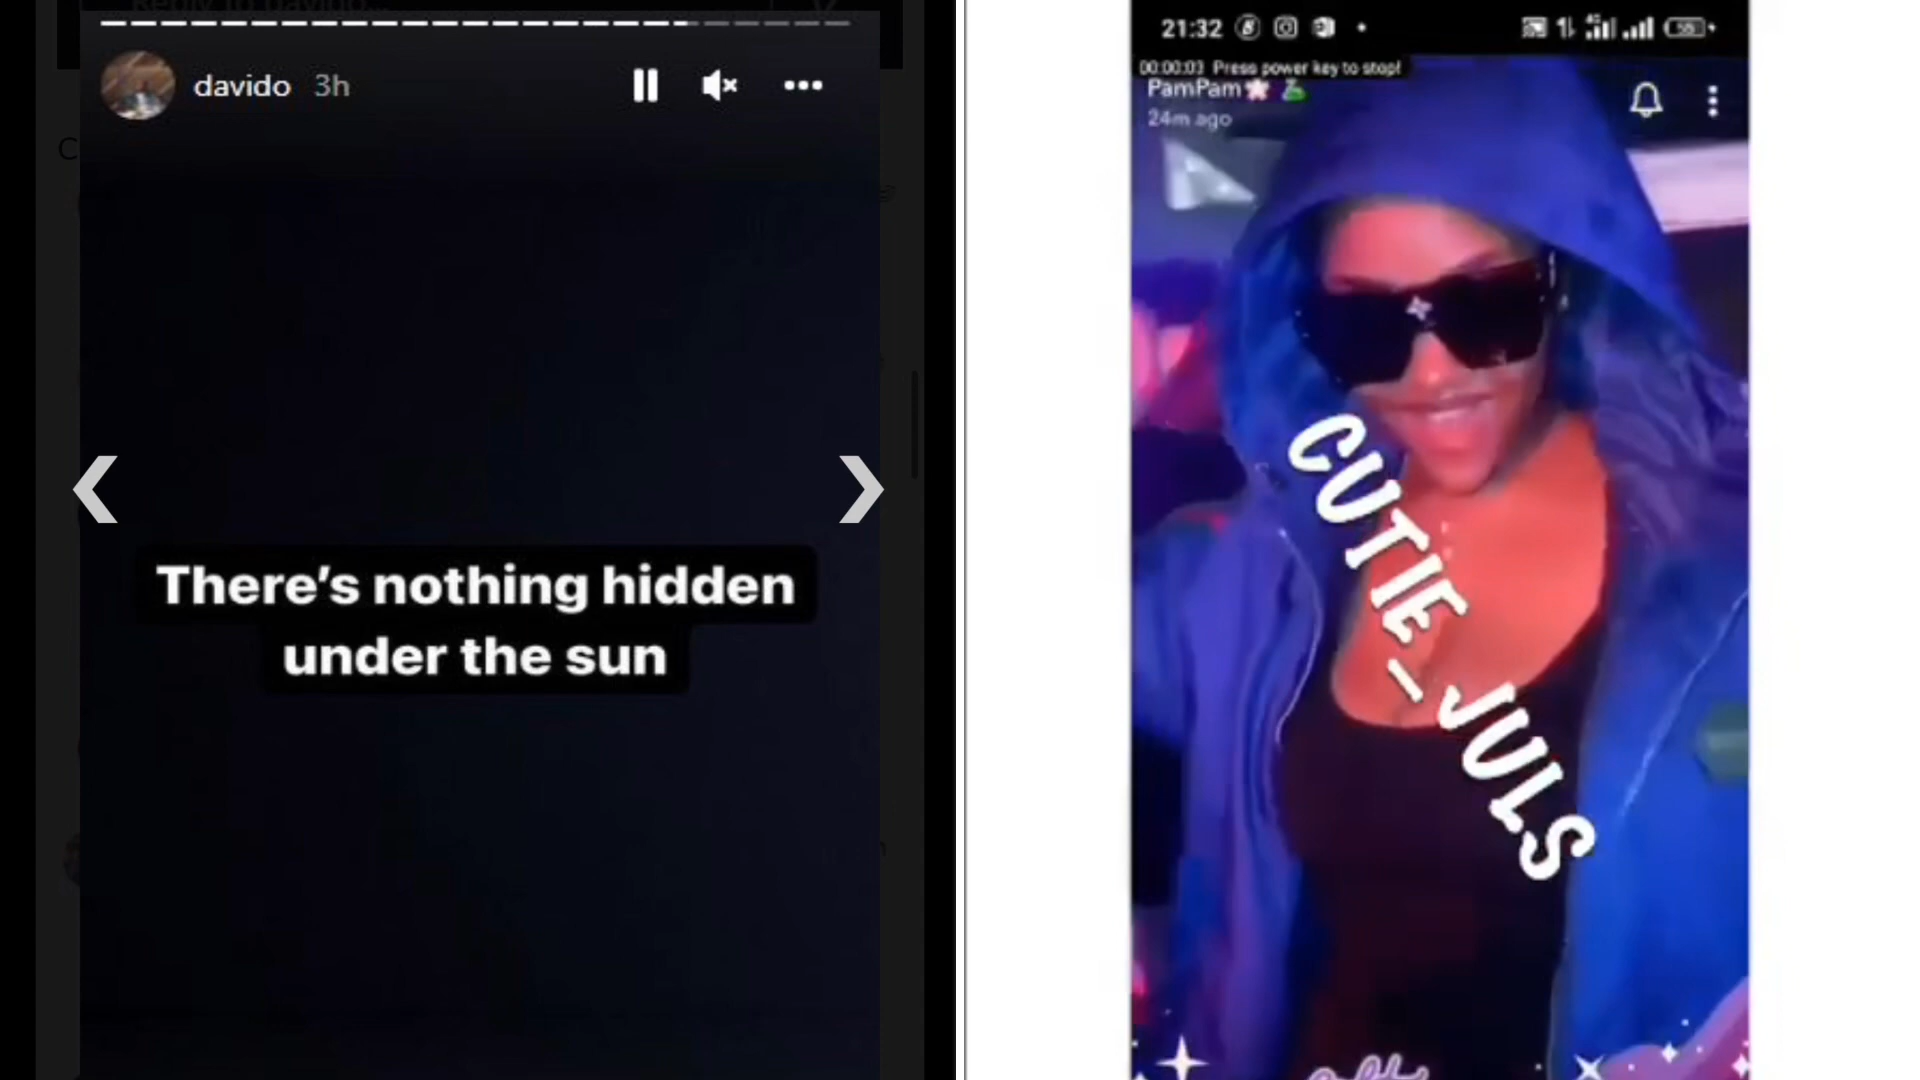 davido 3h
There's nothing hidden
under the sun
21:32
00:00:03 Press power key to stop!
PamPam
24m ago
CUTIE_JULS